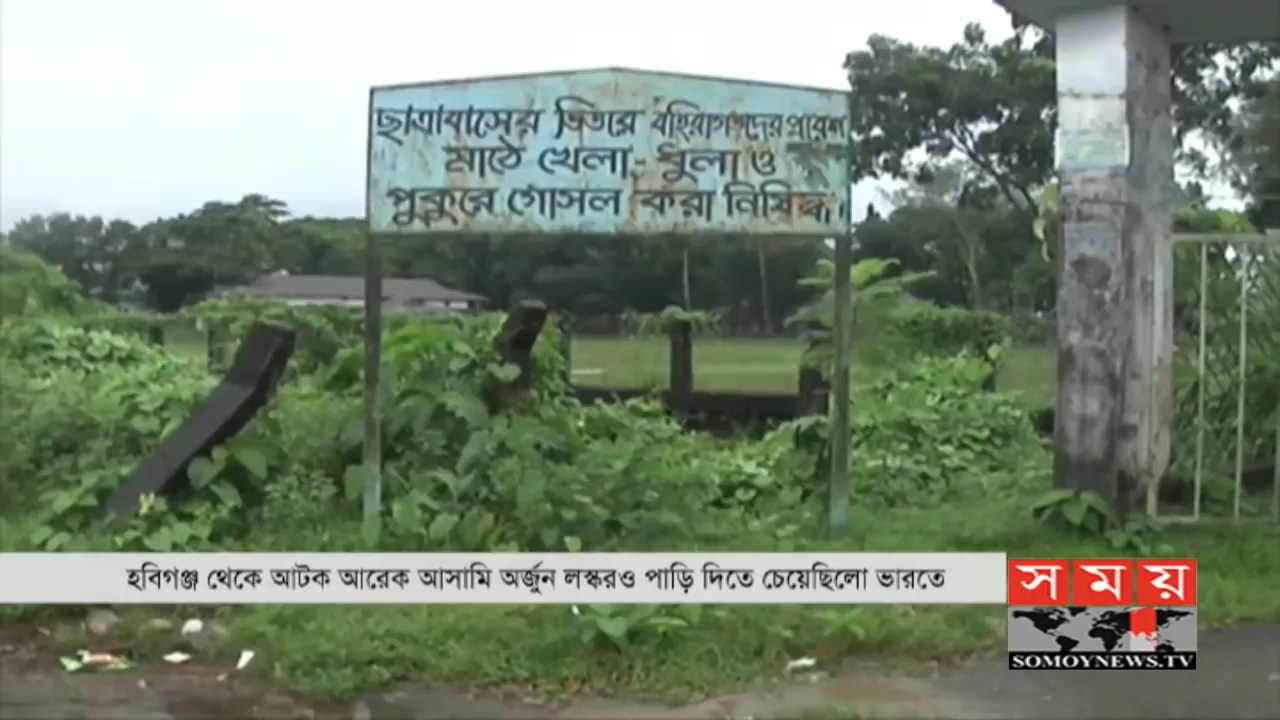 ছাত্রাবাসের ভিতরে বহিরাগতদের প্রবেশ
মাঠে খেলা-ধুলা ও
পুকুরে গোসল করা নিষিদ্ধ।
হবিগঞ্জ থেকে আটক আরেক আসামি অর্জুন লস্করও পাড়ি দিতে চেয়েছিলো ভারতে
সময়
SOMOYNEWS.TV